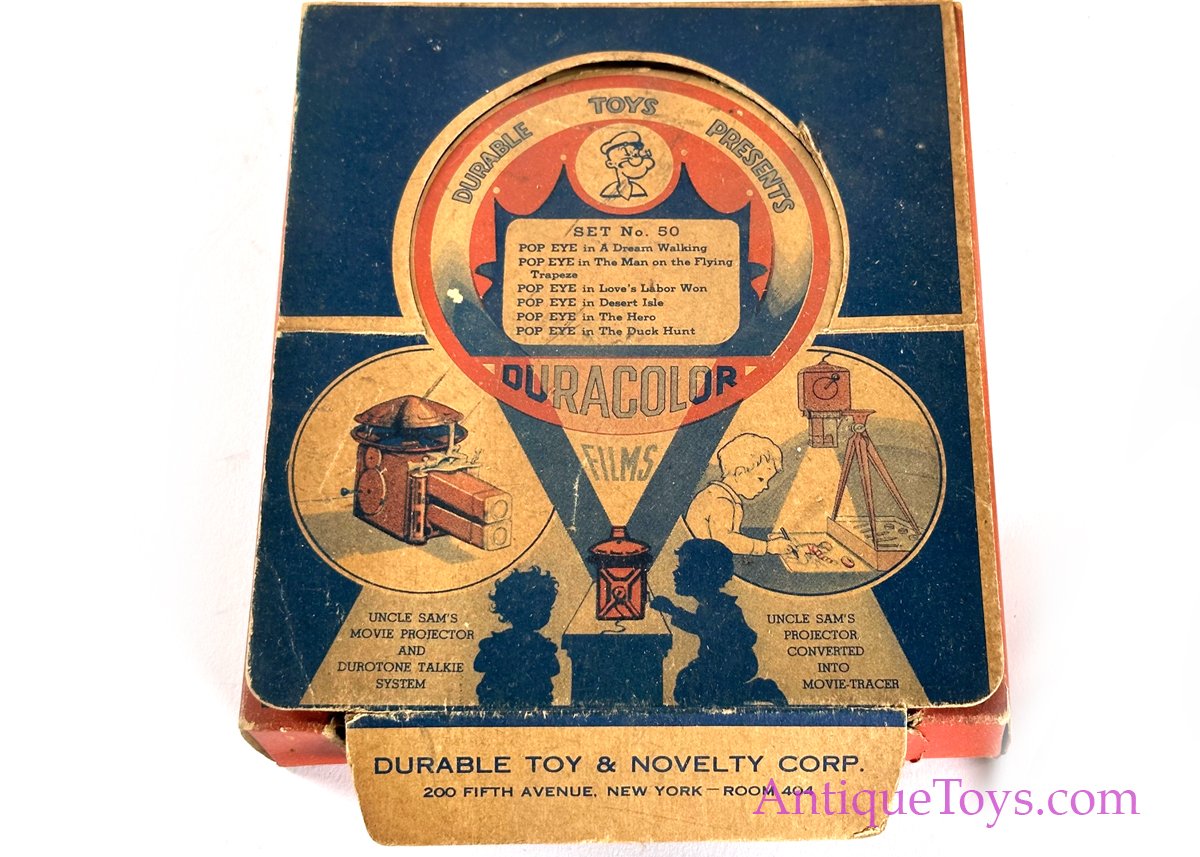 DURABLE TOYS PRESENTS
SET No. 50
POP EYE in A Dream Walking
POP EYE in The Man on the Flying
Trapeze
POP EYE in Love's Labor Won
POP EYE in Desert Isle
POP EYE in The Hero
POP EYE in The Duck Hunt
DURACOLOR
FILMS
UNCLE SAM'S
MOVIE PROJECTOR
AND
DUROTONE TALKIE
SYSTEM
UNCLE SAM'S
PROJECTOR
CONVERTED
INTO
MOVIE-TRACER
DURABLE TOY & NOVELTY CORP.
200 FIFTH AVENUE, NEW YORK — ROOM 404
AntiqueToys.com